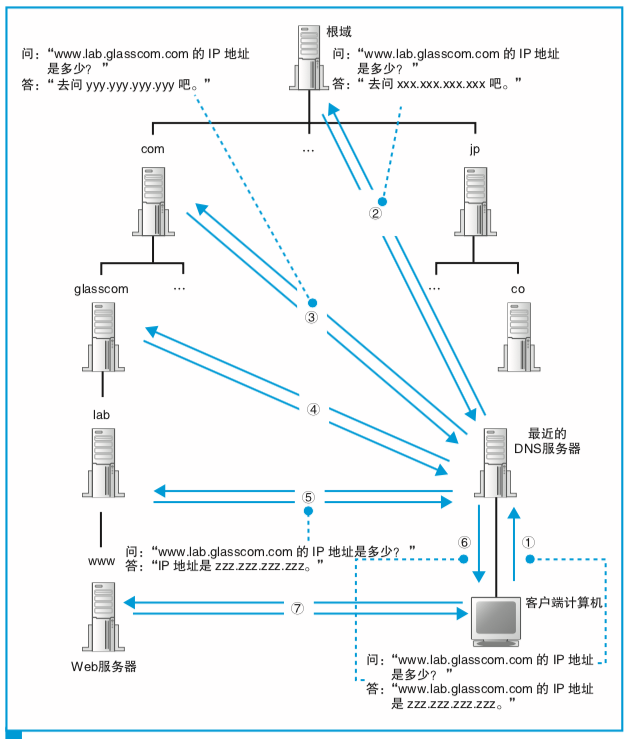 根域
问：“www.lab.glasscom.com 的 IP 地址
是多少？ ”
答：“ 去问 yyy.yyy.yyy.yyy 吧。”
问：“www.lab.glasscom.com 的 IP 地址
是多少？ ”
答：“ 去问 xxx.xxx.xxx.xxx 吧。”
com
…
jp
②
glasscom
…
…
co
③
④
lab
最近的
DNS服务器
⑤
⑥
①
www
问：“www.lab.glasscom.com 的 IP 地址是多少？ ”
答：“IP 地址是 zzz.zzz.zzz.zzz。”
⑦
客户端计算机
Web服务器
问：“www.lab.glasscom.com 的 IP 地址
是多少？ ”
答：“www.lab.glasscom.com 的 IP 地址
是 zzz.zzz.zzz.zzz。”